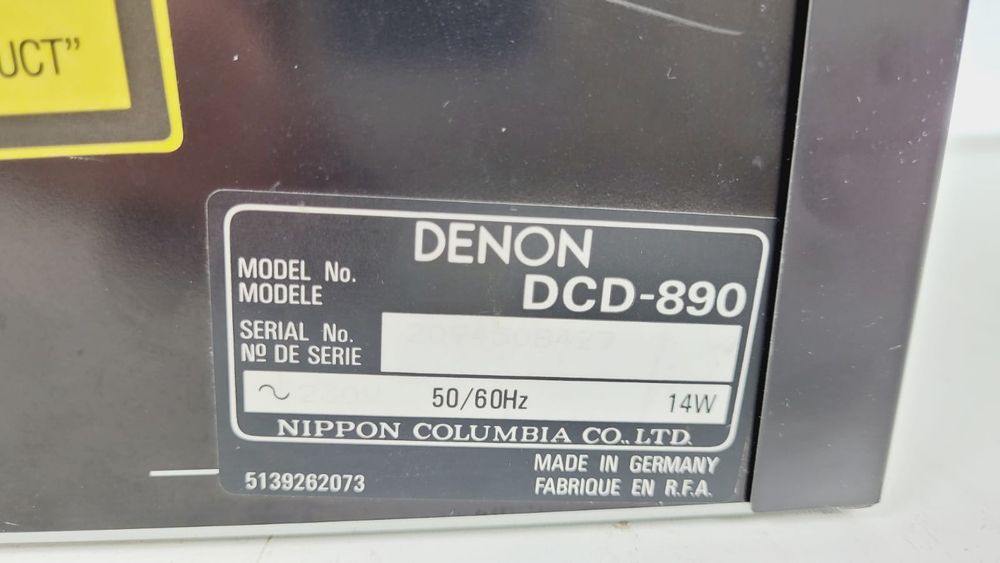 UCT”
DENON
MODEL No.
MODELE
DCD-890
SERIAL No.
Nº DE SERIE
~ 50/60Hz 14W
NIPPON COLUMBIA CO., LTD.
5139262073
MADE IN GERMANY
FABRIQUE EN R.F.A.